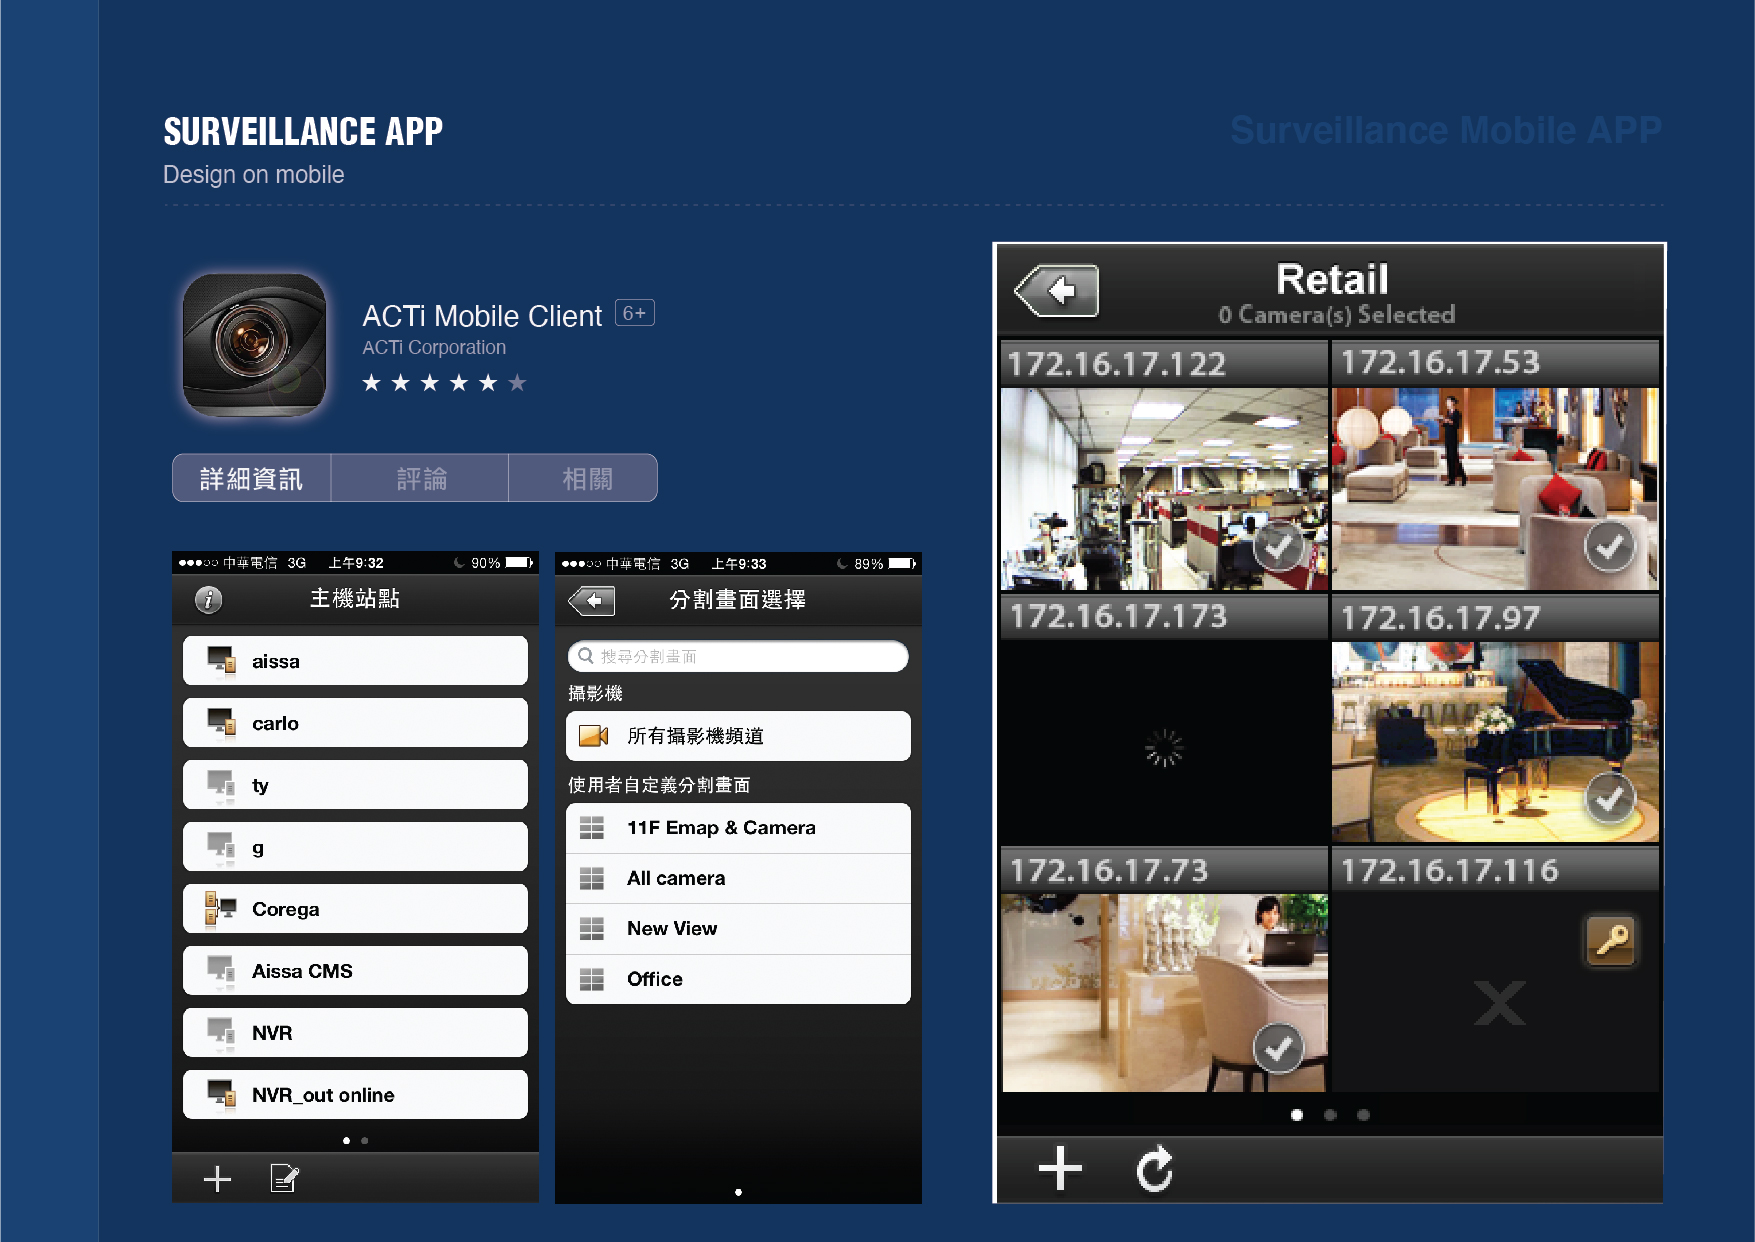 SURVEILLANCE APP
Surveillance Mobile APP
Design on mobile
ACTi Mobile Client 6+
ACTi Corporation
詳細資訊 評論 相關
中華電信 3G 上午9:32 90%
主機站點
aissa
carlo
ty
g
Corega
Aissa CMS
NVR
NVR_out online
中華電信 3G 上午9:33 89%
分割畫面選擇
搜尋分割畫面
攝影機
所有攝影機頻道
使用者自定義分割畫面
11F Emap & Camera
All camera
New View
Office
Retail
0 Camera(s) Selected
172.16.17.122 172.16.17.53
172.16.17.173 172.16.17.97
172.16.17.73 172.16.17.116